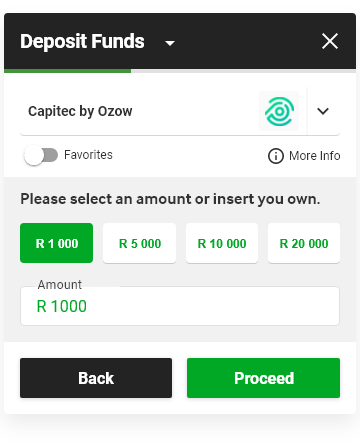 Deposit Funds
Capitec by Ozow
Favorites
More Info
Please select an amount or insert you own.
R 1 000 R 5 000 R 10 000 R 20 000
Amount
R 1000
Back Proceed